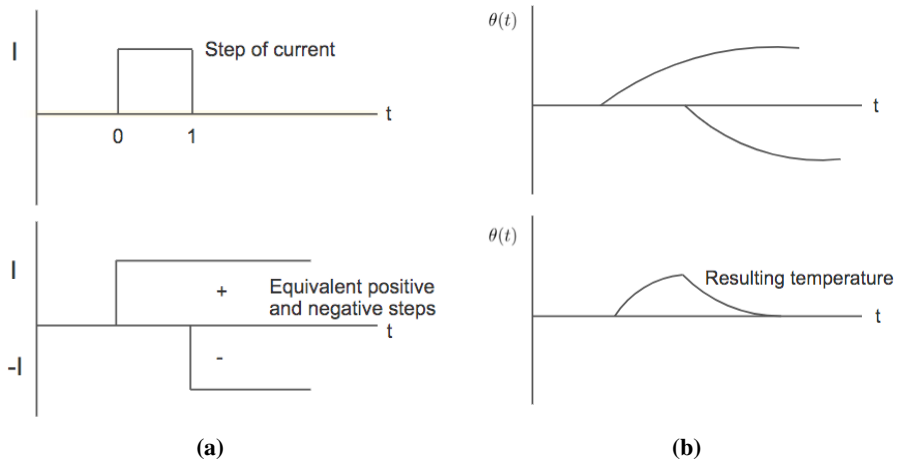 I
Step of current
t
0 1
I
+
Equivalent positive
and negative steps
t
-I
-
(a)
θ(t)
t
θ(t)
Resulting temperature
t
(b)